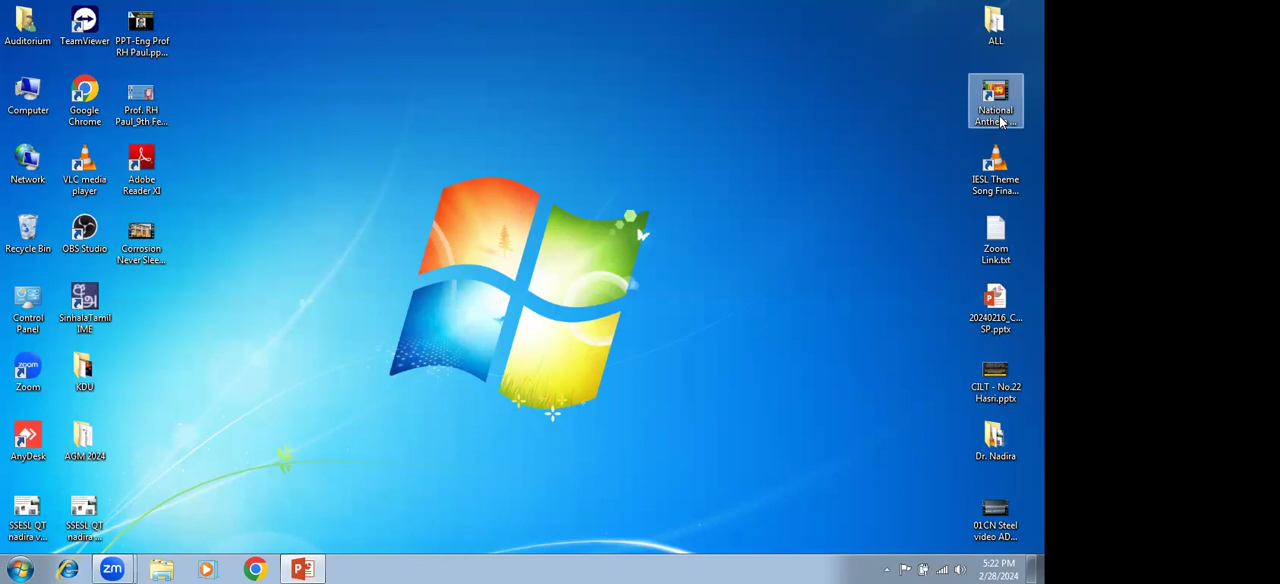 Auditorium
TeamViewer
PPT-Eng Prof
RH Paul.pp...
Computer
Google
Chrome
Prof. RH
Paul_9th Fe...
Network
VLC media
player
Adobe
Reader XI
Recycle Bin
OBS Studio
Corrosion
Never Slee...
Control
Panel
SinhalaTamil
IME
Zoom
KDU
AnyDesk
AGM 2024
SSESL QT
nadira v...
SSESL QT
nadira ...
ALL
National
Anthe...
IESL Theme
Song Fina...
Zoom
Link.txt
20240216_C...
SP.pptx
CILT - No.22
Hasri.pptx
Dr. Nadira
01CN Steel
video AD...
zoom
zm
5:22 PM
2/28/2024